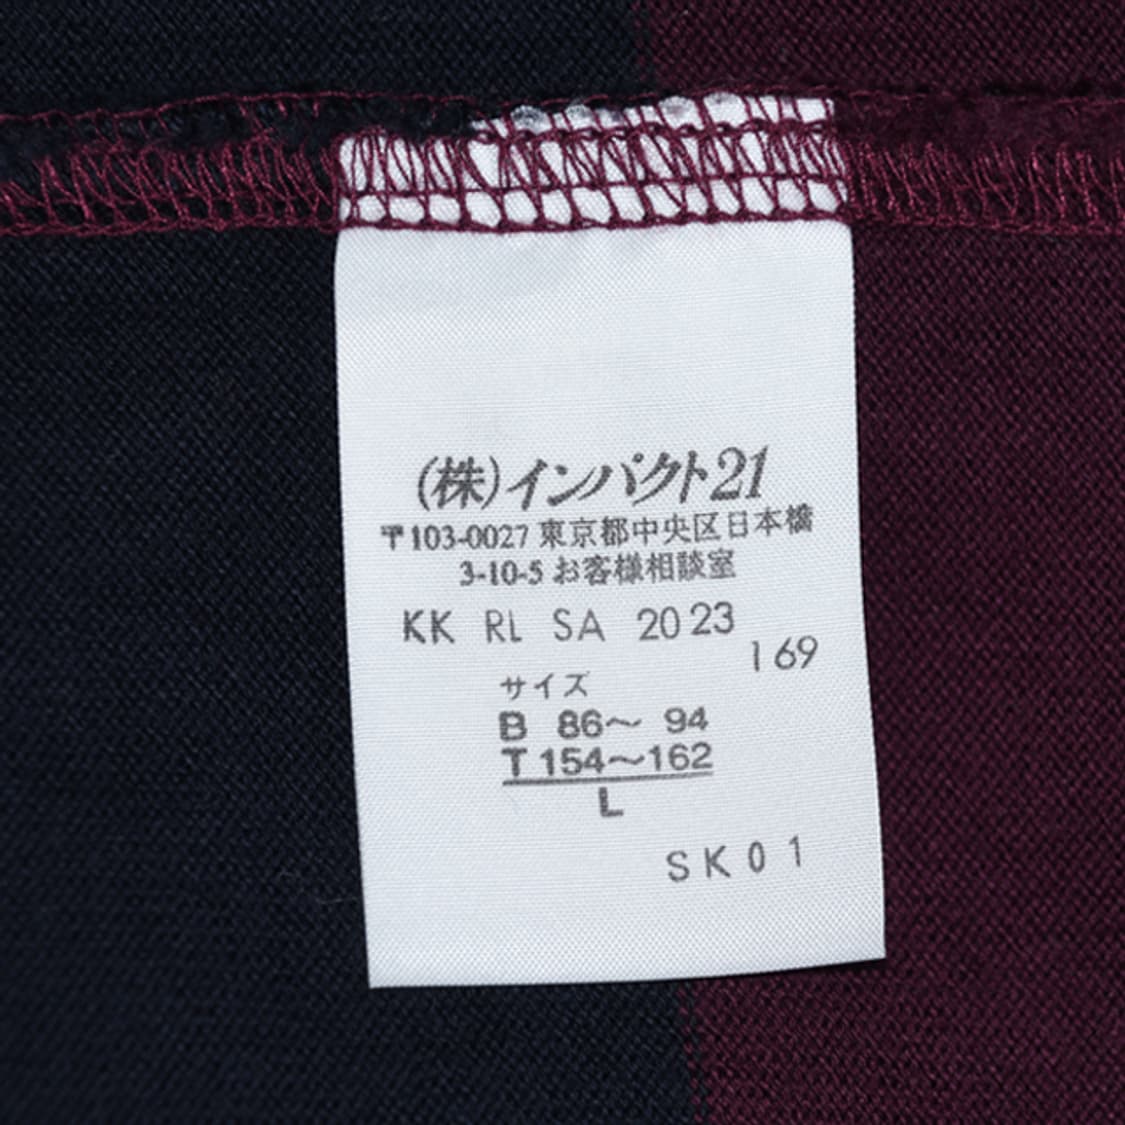 (株)インパクト21
〒103-0027 東京都中央区日本橋
3-10-5 お客様相談室
KK RL SA 2023
169
サイズ
B 86～ 94
T 154～162
L
SK01